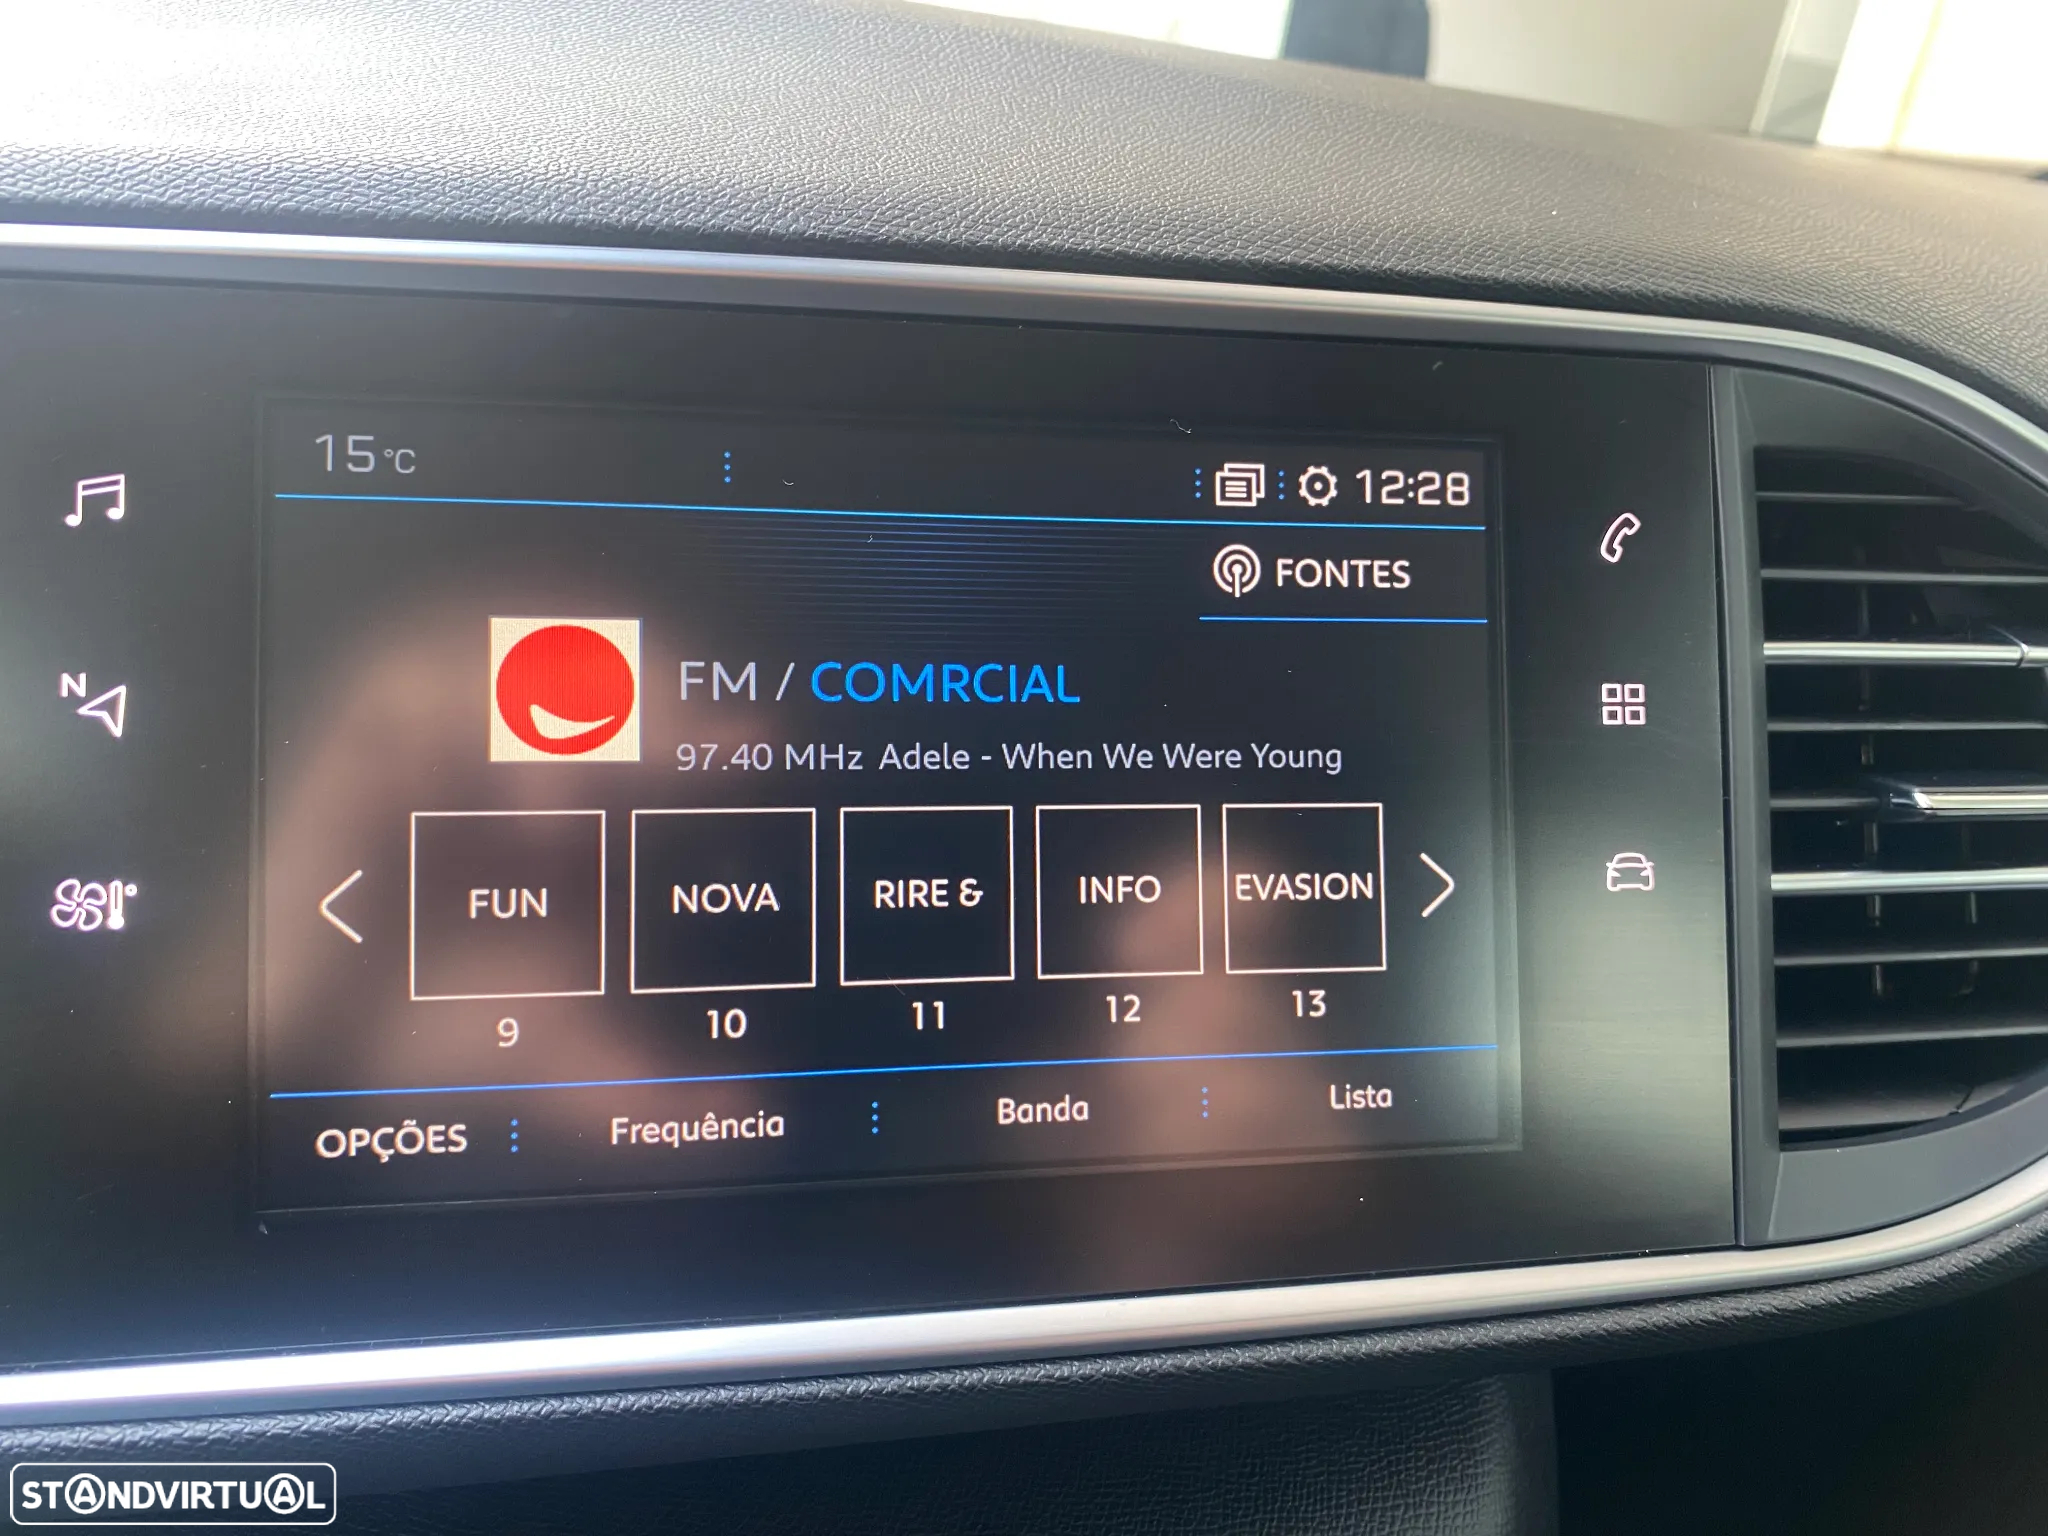 15°C
12:28
FONTES
FM / COMRCIAL
97.40 MHz Adele - When We Were Young
FUN NOVA RIRE & INFO EVASION
9 10 11 12 13
OPÇÕES Frequência Banda Lista
N
STANDVIRTUAL